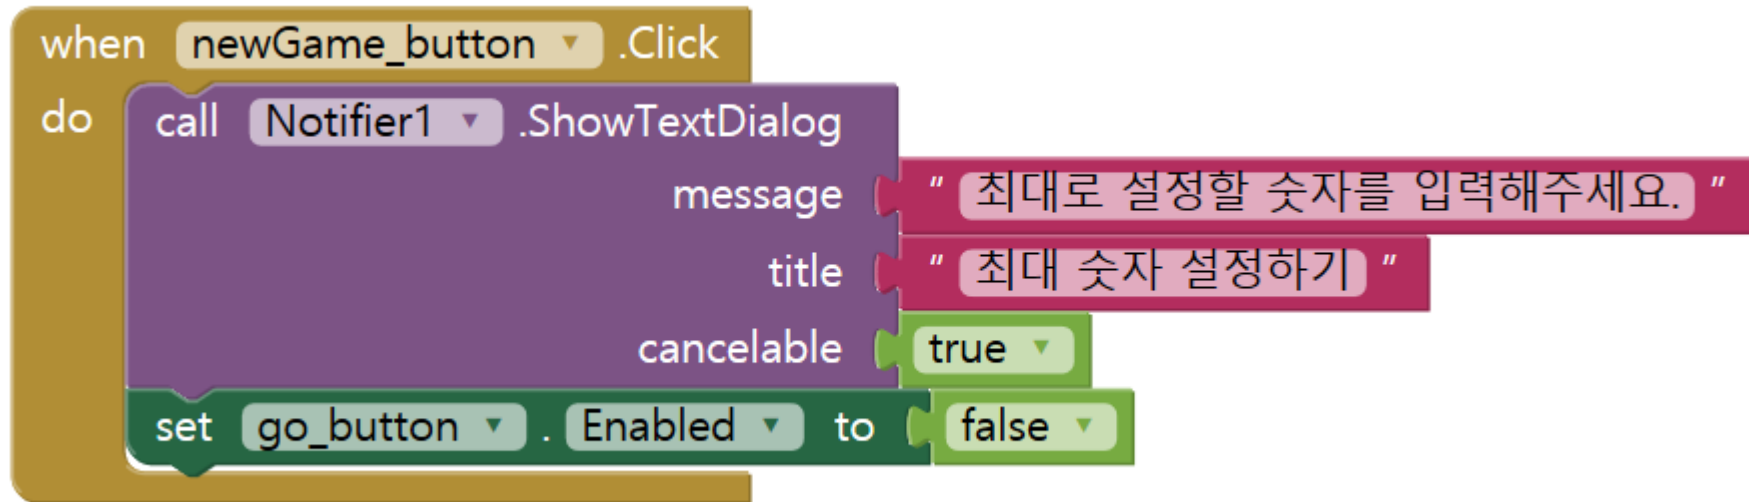 when newGame_button .Click
do call Notifier1 .ShowTextDialog
message " 최대로 설정할 숫자를 입력해주세요. "
title " 최대 숫자 설정하기 "
cancelable true
set go_button . Enabled to false